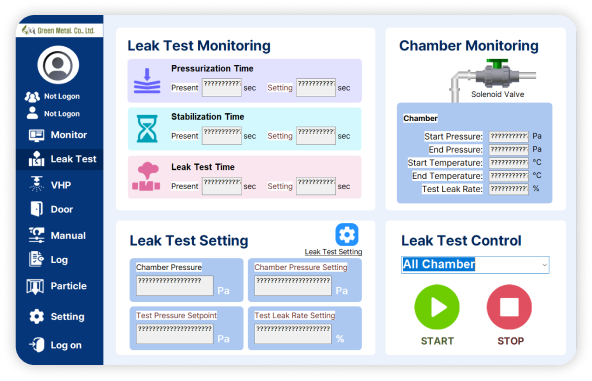 Green Metal. Co., Ltd.
Not Logon
Not Logon
Monitor
Leak Test
VHP
Door
Manual
Log
Particle
Setting
Log on
Leak Test Monitoring
Pressurization Time
Present ?????????? sec Setting ?????????? sec
Stabilization Time
Present ?????????? sec Setting ?????????? sec
Leak Test Time
Present ?????????? sec Setting ?????????? sec
Chamber Monitoring
Solenoid Valve
Chamber
Start Pressure: ?????????? Pa
End Pressure: ?????????? Pa
Start Temperature: ?????????? °C
End Temperature: ?????????? °C
Test Leak Rate: ?????????? %
Leak Test Setting
Leak Test Setting
Chamber Pressure
?????????????????? Pa
Chamber Pressure Setting
?????????????????? Pa
Test Pressure Setpoint
?????????????????? Pa
Test Leak Rate Setting
?????????????????? %
Leak Test Control
All Chamber
START
STOP